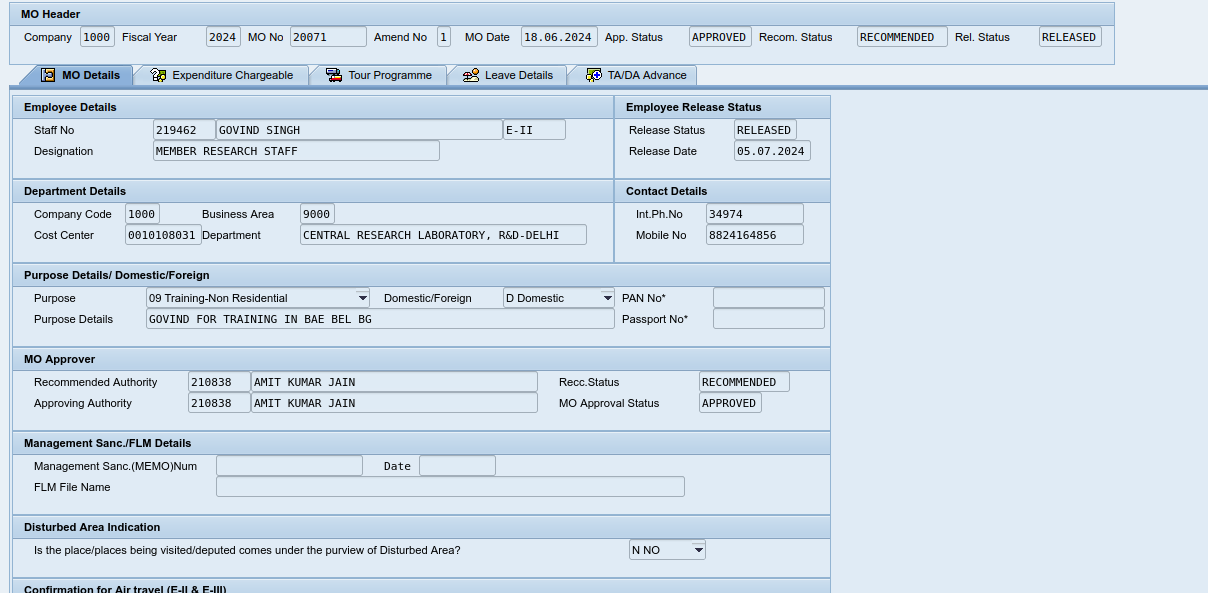 MO Header
Company 1000 Fiscal Year 2024 MO No 20071 Amend No 1 MO Date 18.06.2024 App. Status APPROVED Recom. Status RECOMMENDED Rel. Status RELEASED
MO Details Expenditure Chargeable Tour Programme Leave Details TA/DA Advance
Employee Details Employee Release Status
Staff No 219462 GOVIND SINGH E-II Release Status RELEASED
Designation MEMBER RESEARCH STAFF Release Date 05.07.2024
Department Details Contact Details
Company Code 1000 Business Area 9000 Int.Ph.No 34974
Cost Center 0010108031 Department CENTRAL RESEARCH LABORATORY, R&D-DELHI Mobile No 8824164856
Purpose Details/ Domestic/Foreign
Purpose 09 Training-Non Residential Domestic/Foreign D Domestic PAN No*
Purpose Details GOVIND FOR TRAINING IN BAE BEL BG Passport No*
MO Approver
Recommended Authority 210838 AMIT KUMAR JAIN Recc.Status RECOMMENDED
Approving Authority 210838 AMIT KUMAR JAIN MO Approval Status APPROVED
Management Sanc./FLM Details
Management Sanc.(MEMO)Num Date
FLM File Name
Disturbed Area Indication
Is the place/places being visited/deputed comes under the purview of Disturbed Area? N NO
Confirmation for Air travel (E-II & E-III)